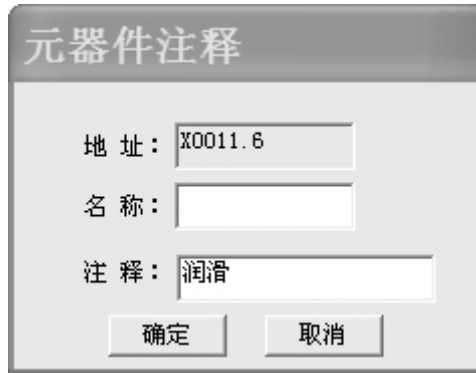 元器件注释
地 址： X0011.6
名 称：
注 释： 润滑
确定 取消